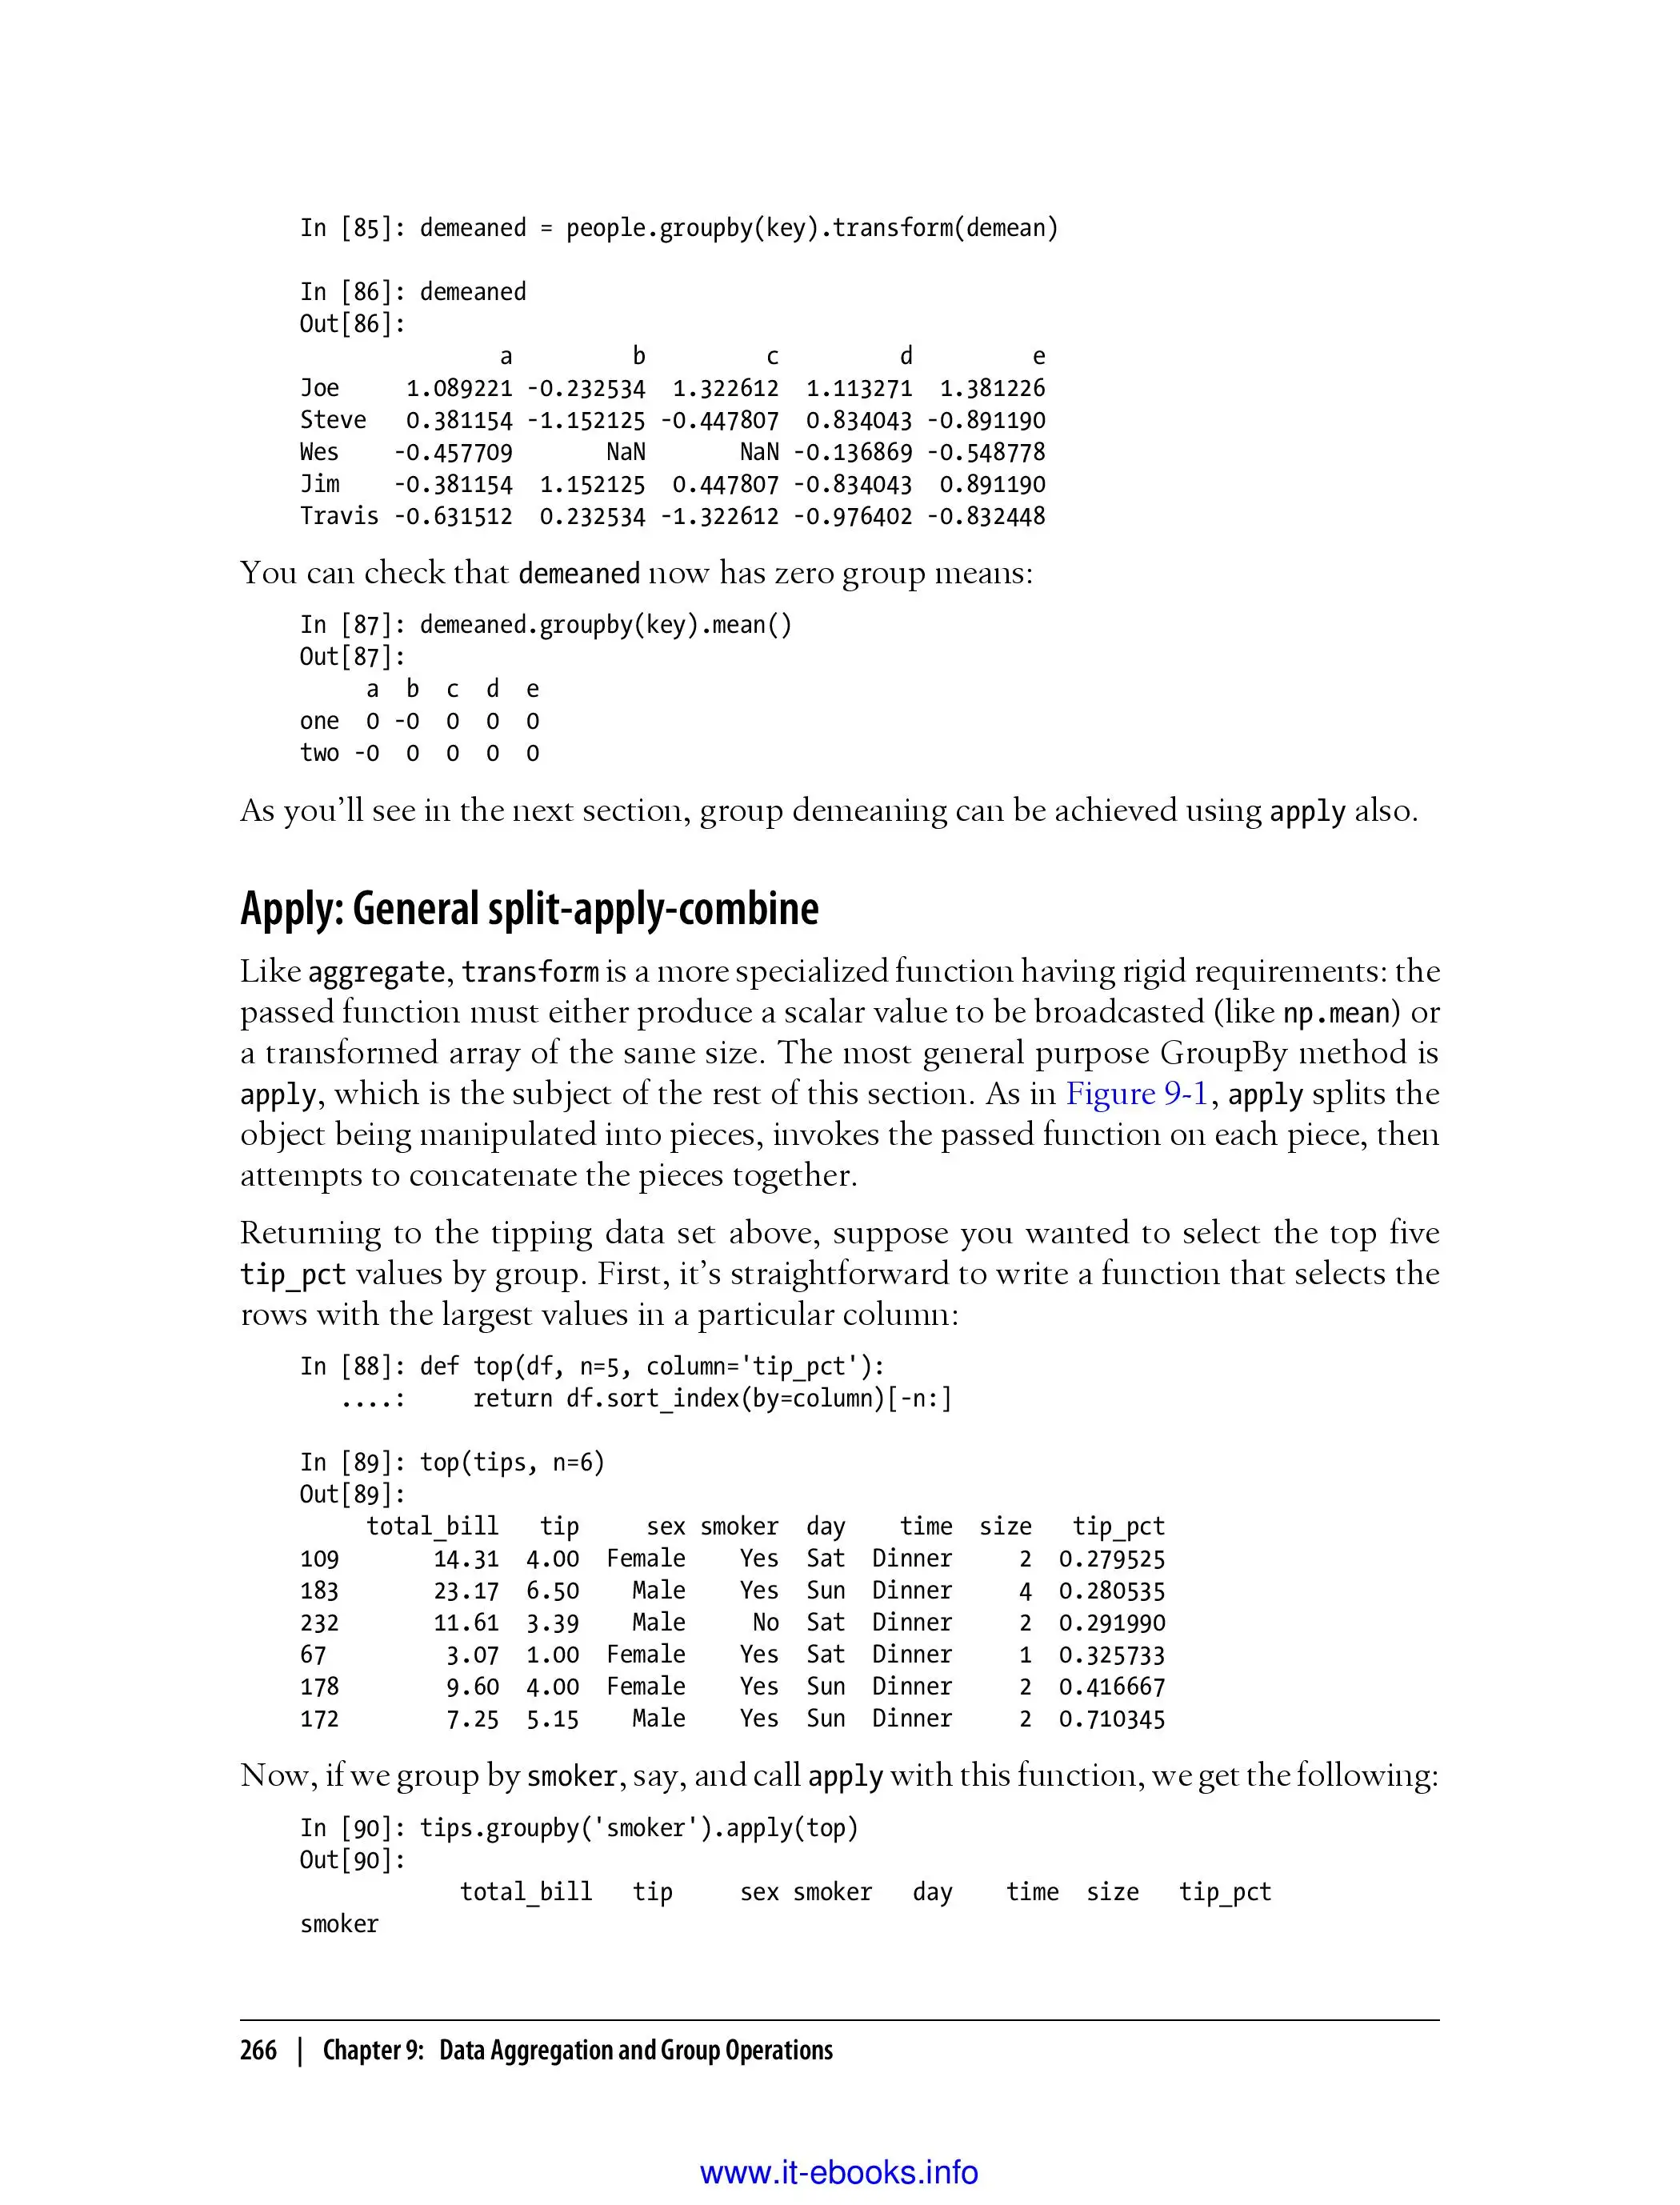 In [85]: demeaned = people.groupby(key).transform(demean)
In [86]: demeaned
Out[86]:
               a         b         c         d         e
Joe     1.089221 -0.232534  1.322612  1.113271  1.381226
Steve   0.381154 -1.152125 -0.447807  0.834043 -0.891190
Wes    -0.457709       NaN       NaN -0.136869 -0.548778
Jim    -0.381154  1.152125  0.447807 -0.834043  0.891190
Travis -0.631512  0.232534 -1.322612 -0.976402 -0.832448
You can check that demeaned now has zero group means:
In [87]: demeaned.groupby(key).mean()
Out[87]:
     a  b  c  d  e
one  0 -0  0  0  0
two -0  0  0  0  0
As you’ll see in the next section, group demeaning can be achieved using apply also.
Apply: General split-apply-combine
Like aggregate, transform is a more specialized function having rigid requirements: the
passed function must either produce a scalar value to be broadcasted (like np.mean) or
a transformed array of the same size. The most general purpose GroupBy method is
apply, which is the subject of the rest of this section. As in Figure 9-1, apply splits the
object being manipulated into pieces, invokes the passed function on each piece, then
attempts to concatenate the pieces together.
Returning to the tipping data set above, suppose you wanted to select the top five
tip_pct values by group. First, it’s straightforward to write a function that selects the
rows with the largest values in a particular column:
In [88]: def top(df, n=5, column='tip_pct'):
   ....:     return df.sort_index(by=column)[-n:]
In [89]: top(tips, n=6)
Out[89]:
     total_bill   tip     sex smoker  day    time  size   tip_pct
109       14.31  4.00  Female    Yes  Sat  Dinner     2  0.279525
183       23.17  6.50    Male    Yes  Sun  Dinner     4  0.280535
232       11.61  3.39    Male     No  Sat  Dinner     2  0.291990
67         3.07  1.00  Female    Yes  Sat  Dinner     1  0.325733
178        9.60  4.00  Female    Yes  Sun  Dinner     2  0.416667
172        7.25  5.15    Male    Yes  Sun  Dinner     2  0.710345
Now, if we group by smoker, say, and call apply with this function, we get the following:
In [90]: tips.groupby('smoker').apply(top)
Out[90]:
            total_bill   tip     sex smoker   day    time  size   tip_pct
smoker
266 | Chapter 9: Data Aggregation and Group Operations
www.it-ebooks.info